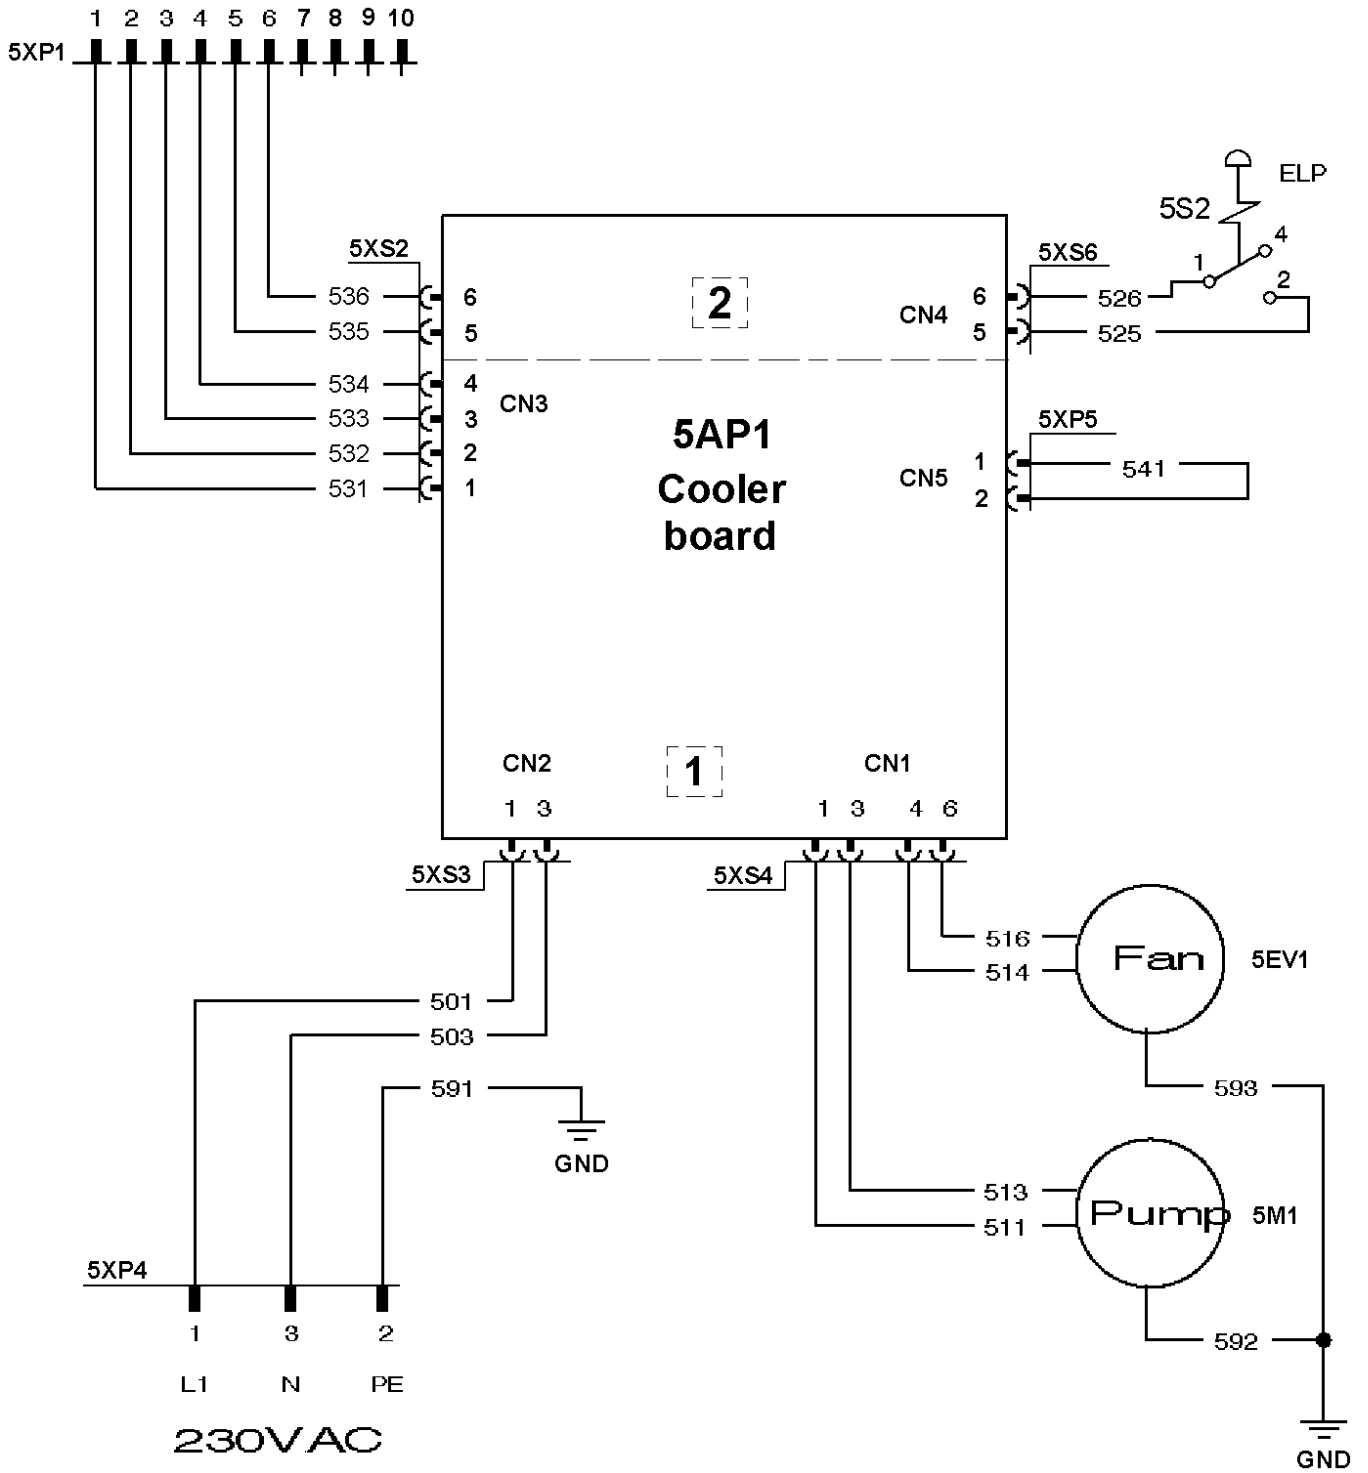 1 2 3 4 5 6 7 8 9 10
5XP1
ELP
5S2
4
1
2
5XS2
5XS6
536 6
2
CN4 6 526
535 5
5 525
534 4
CN3
533 3
532 2
531 1
5AP1
Cooler
board
5XP5
CN5
1 541
2
CN2
1
CN1
1 3
1 3 4 6
5XS3
5XS4
516
514
Fan
5EV1
501
503
591
GND
593
513
511
Pump
5M1
5XP4
1 3 2
592
L1 N PE
230VAC
GND